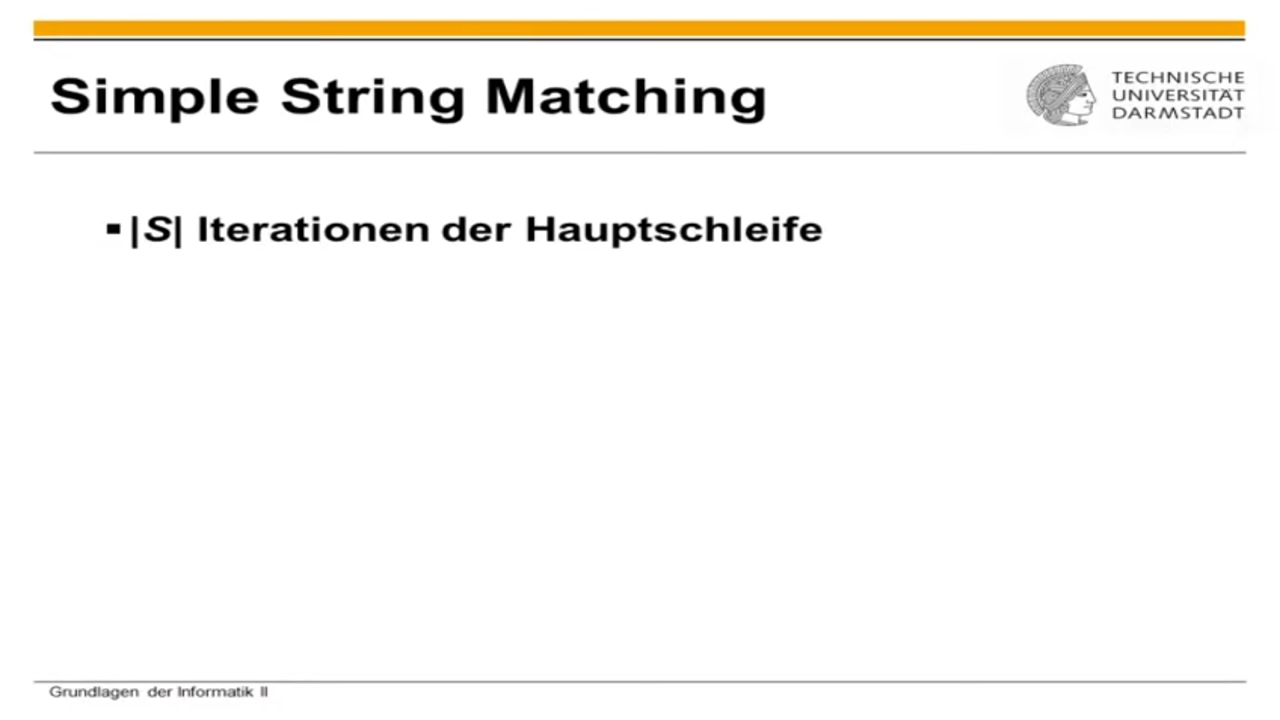 Simple String Matching
TECHNISCHE
UNIVERSITÄT
DARMSTADT
▪ |S| Iterationen der Hauptschleife
Grundlagen der Informatik II